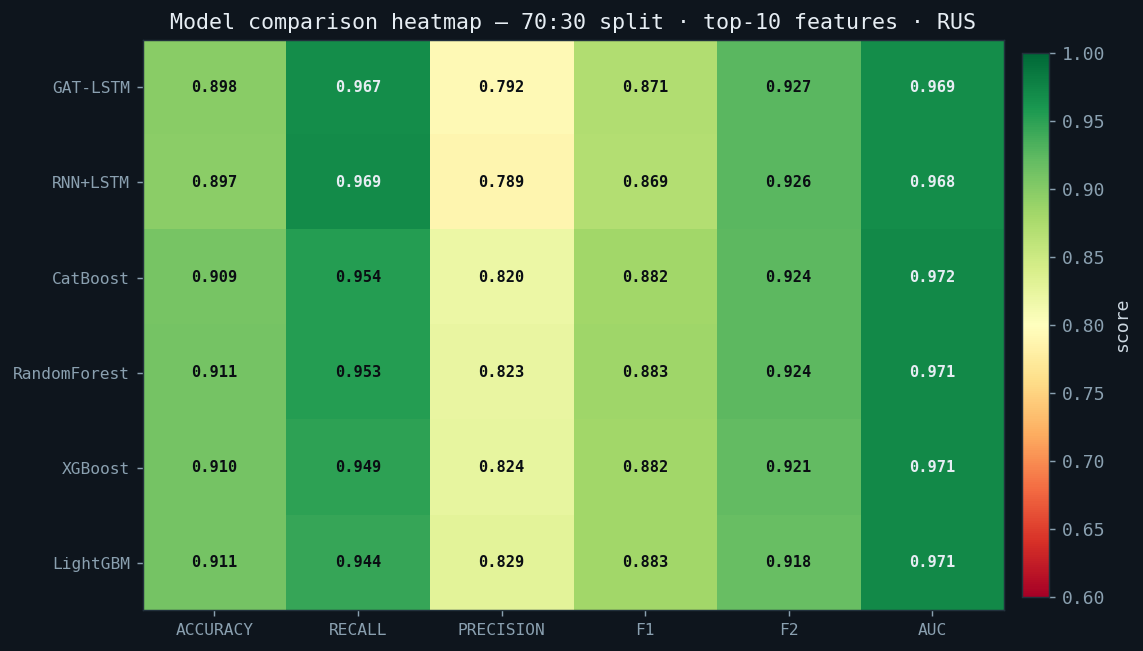 Model comparison heatmap — 70:30 split · top-10 features · RUS
GAT-LSTM 0.898 0.967 0.792 0.871 0.927 0.969
RNN+LSTM 0.897 0.969 0.789 0.869 0.926 0.968
CatBoost 0.909 0.954 0.820 0.882 0.924 0.972
RandomForest 0.911 0.953 0.823 0.883 0.924 0.971
XGBoost 0.910 0.949 0.824 0.882 0.921 0.971
LightGBM 0.911 0.944 0.829 0.883 0.918 0.971
ACCURACY RECALL PRECISION F1 F2 AUC
1.00
0.95
0.90
0.85
0.80
0.75
0.70
0.65
0.60
score